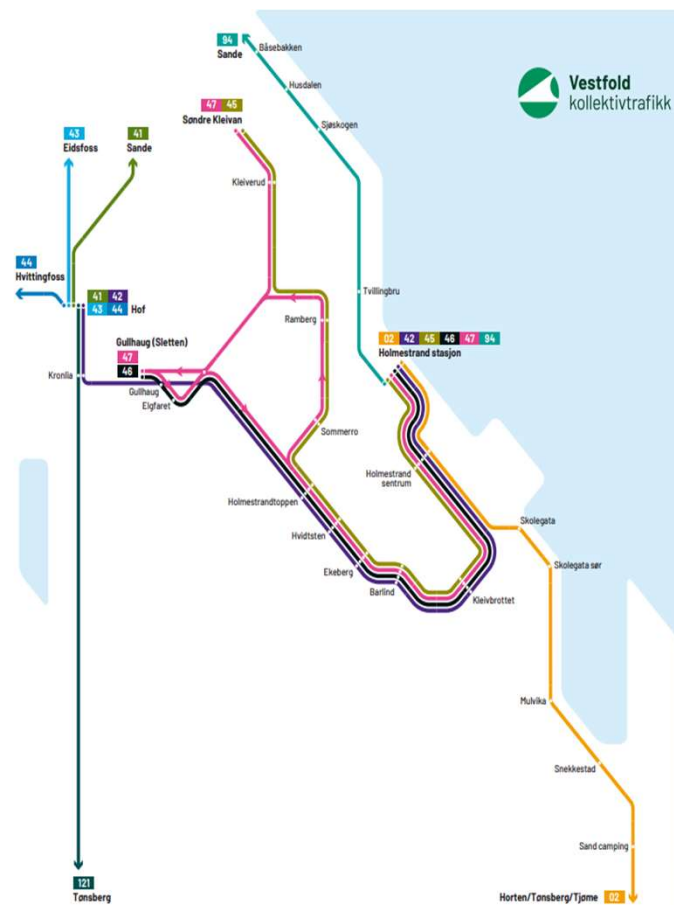 94
Sande
Båsebakken
Husdalen
Sjøskogen
Vestfold
kollektivtrafikk
47 45
Søndre Kleivan
43
Eidsfoss
41
Sande
Kleiverud
44
Hvittingfoss
41 42
43 44 Hof
Tvillingbru
Ramberg
Gullhaug (Sletten)
47
46
02 42 45 46 47 94
Holmestrand stasjon
Kronlia
Gullhaug
Elgfaret
Sommerro
Holmestrand
sentrum
Holmestrandtoppen
Hvidtsten
Ekeberg
Barlind
Kleivbrottet
Skolegata
Skolegata sør
Mulvika
Snekkestad
Sand camping
121
Tønsberg
Horten/Tønsberg/Tjøme 02